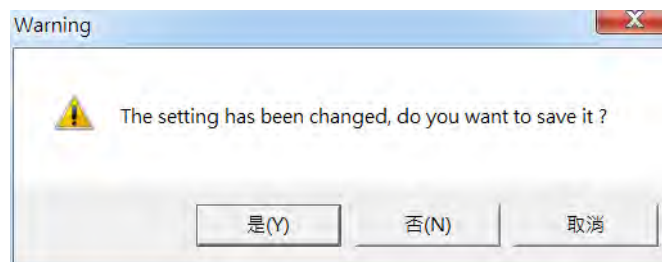 Warning
The setting has been changed, do you want to save it ?
是(Y) 否(N) 取消